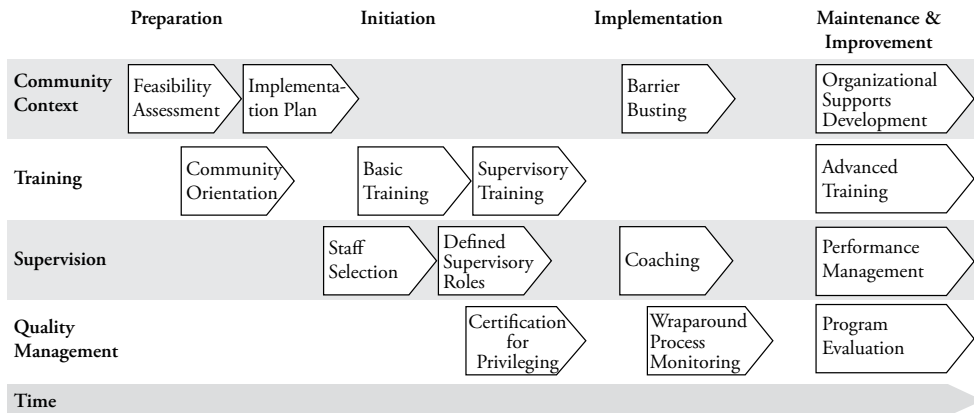 Preparation
Initiation
Implementation
Maintenance &
Improvement
Community
Context
Feasibility
Assessment
Implementa-
tion Plan
Barrier
Busting
Organizational
Supports
Development
Training
Community
Orientation
Basic
Training
Supervisory
Training
Advanced
Training
Supervision
Staff
Selection
Defined
Supervisory
Roles
Coaching
Performance
Management
Quality
Management
Certification
for
Privileging
Wraparound
Process
Monitoring
Program
Evaluation
Time